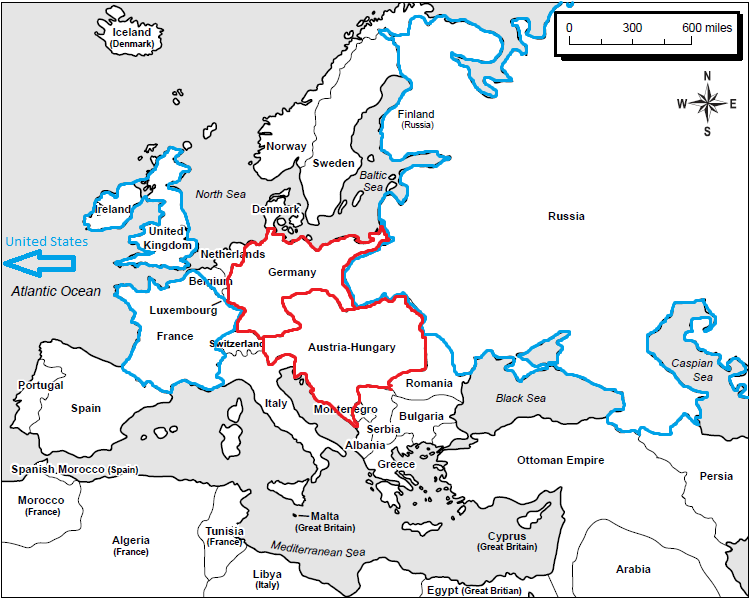 Iceland
(Denmark)
0 300 600 miles
N
W E
S
Finland
(Russia)
Norway
Sweden
Baltic
Sea
North Sea
Denmark
Ireland
United
Kingdom
Russia
United States
Netherlands
Germany
Atlantic Ocean
Bernium
Luxembourg
France
Switzerland
Austria-Hungary
Caspian
Sea
Romania
Black Sea
Portugal
Spain
Italy
Montenegro
Bulgaria
Serbia
Albania
Greece
Ottoman Empire
Persia
Spanish Morocco (Spain)
Morocco
(France)
Algeria
(France)
Tunisia
(France)
Malta
(Great Britain)
Mediterranean Sea
Cyprus
(Great Britain)
Libya
(Italy)
Egypt (Great Britian)
Arabia